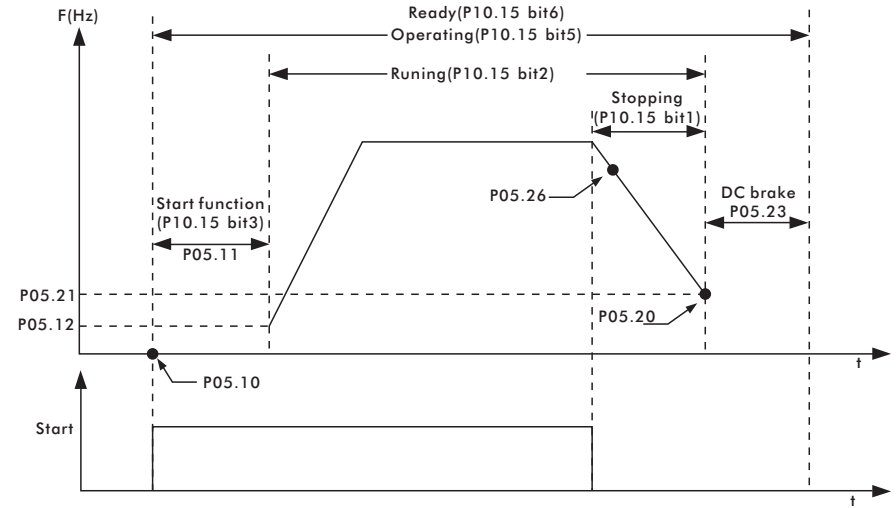 F(Hz)
Ready(P10.15 bit6)
Operating(P10.15 bit5)
Runing(P10.15 bit2)
Stopping
(P10.15 bit1)
P05.26
DC brake
P05.23
Start function
(P10.15 bit3)
P05.11
P05.21
P05.12
P05.20
t
P05.10
Start
t